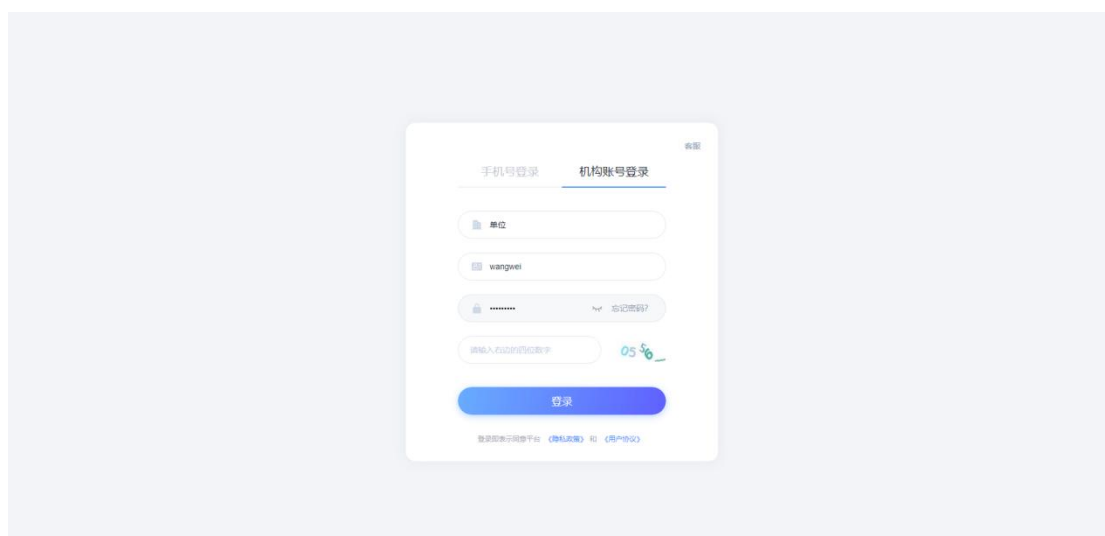 客服
手机号登录 机构账号登录
单位
wangwei
••••••••• 忘记密码?
请输入右边的四位数字 0556
登录
登录即表示同意平台 《隐私政策》 和 《用户协议》